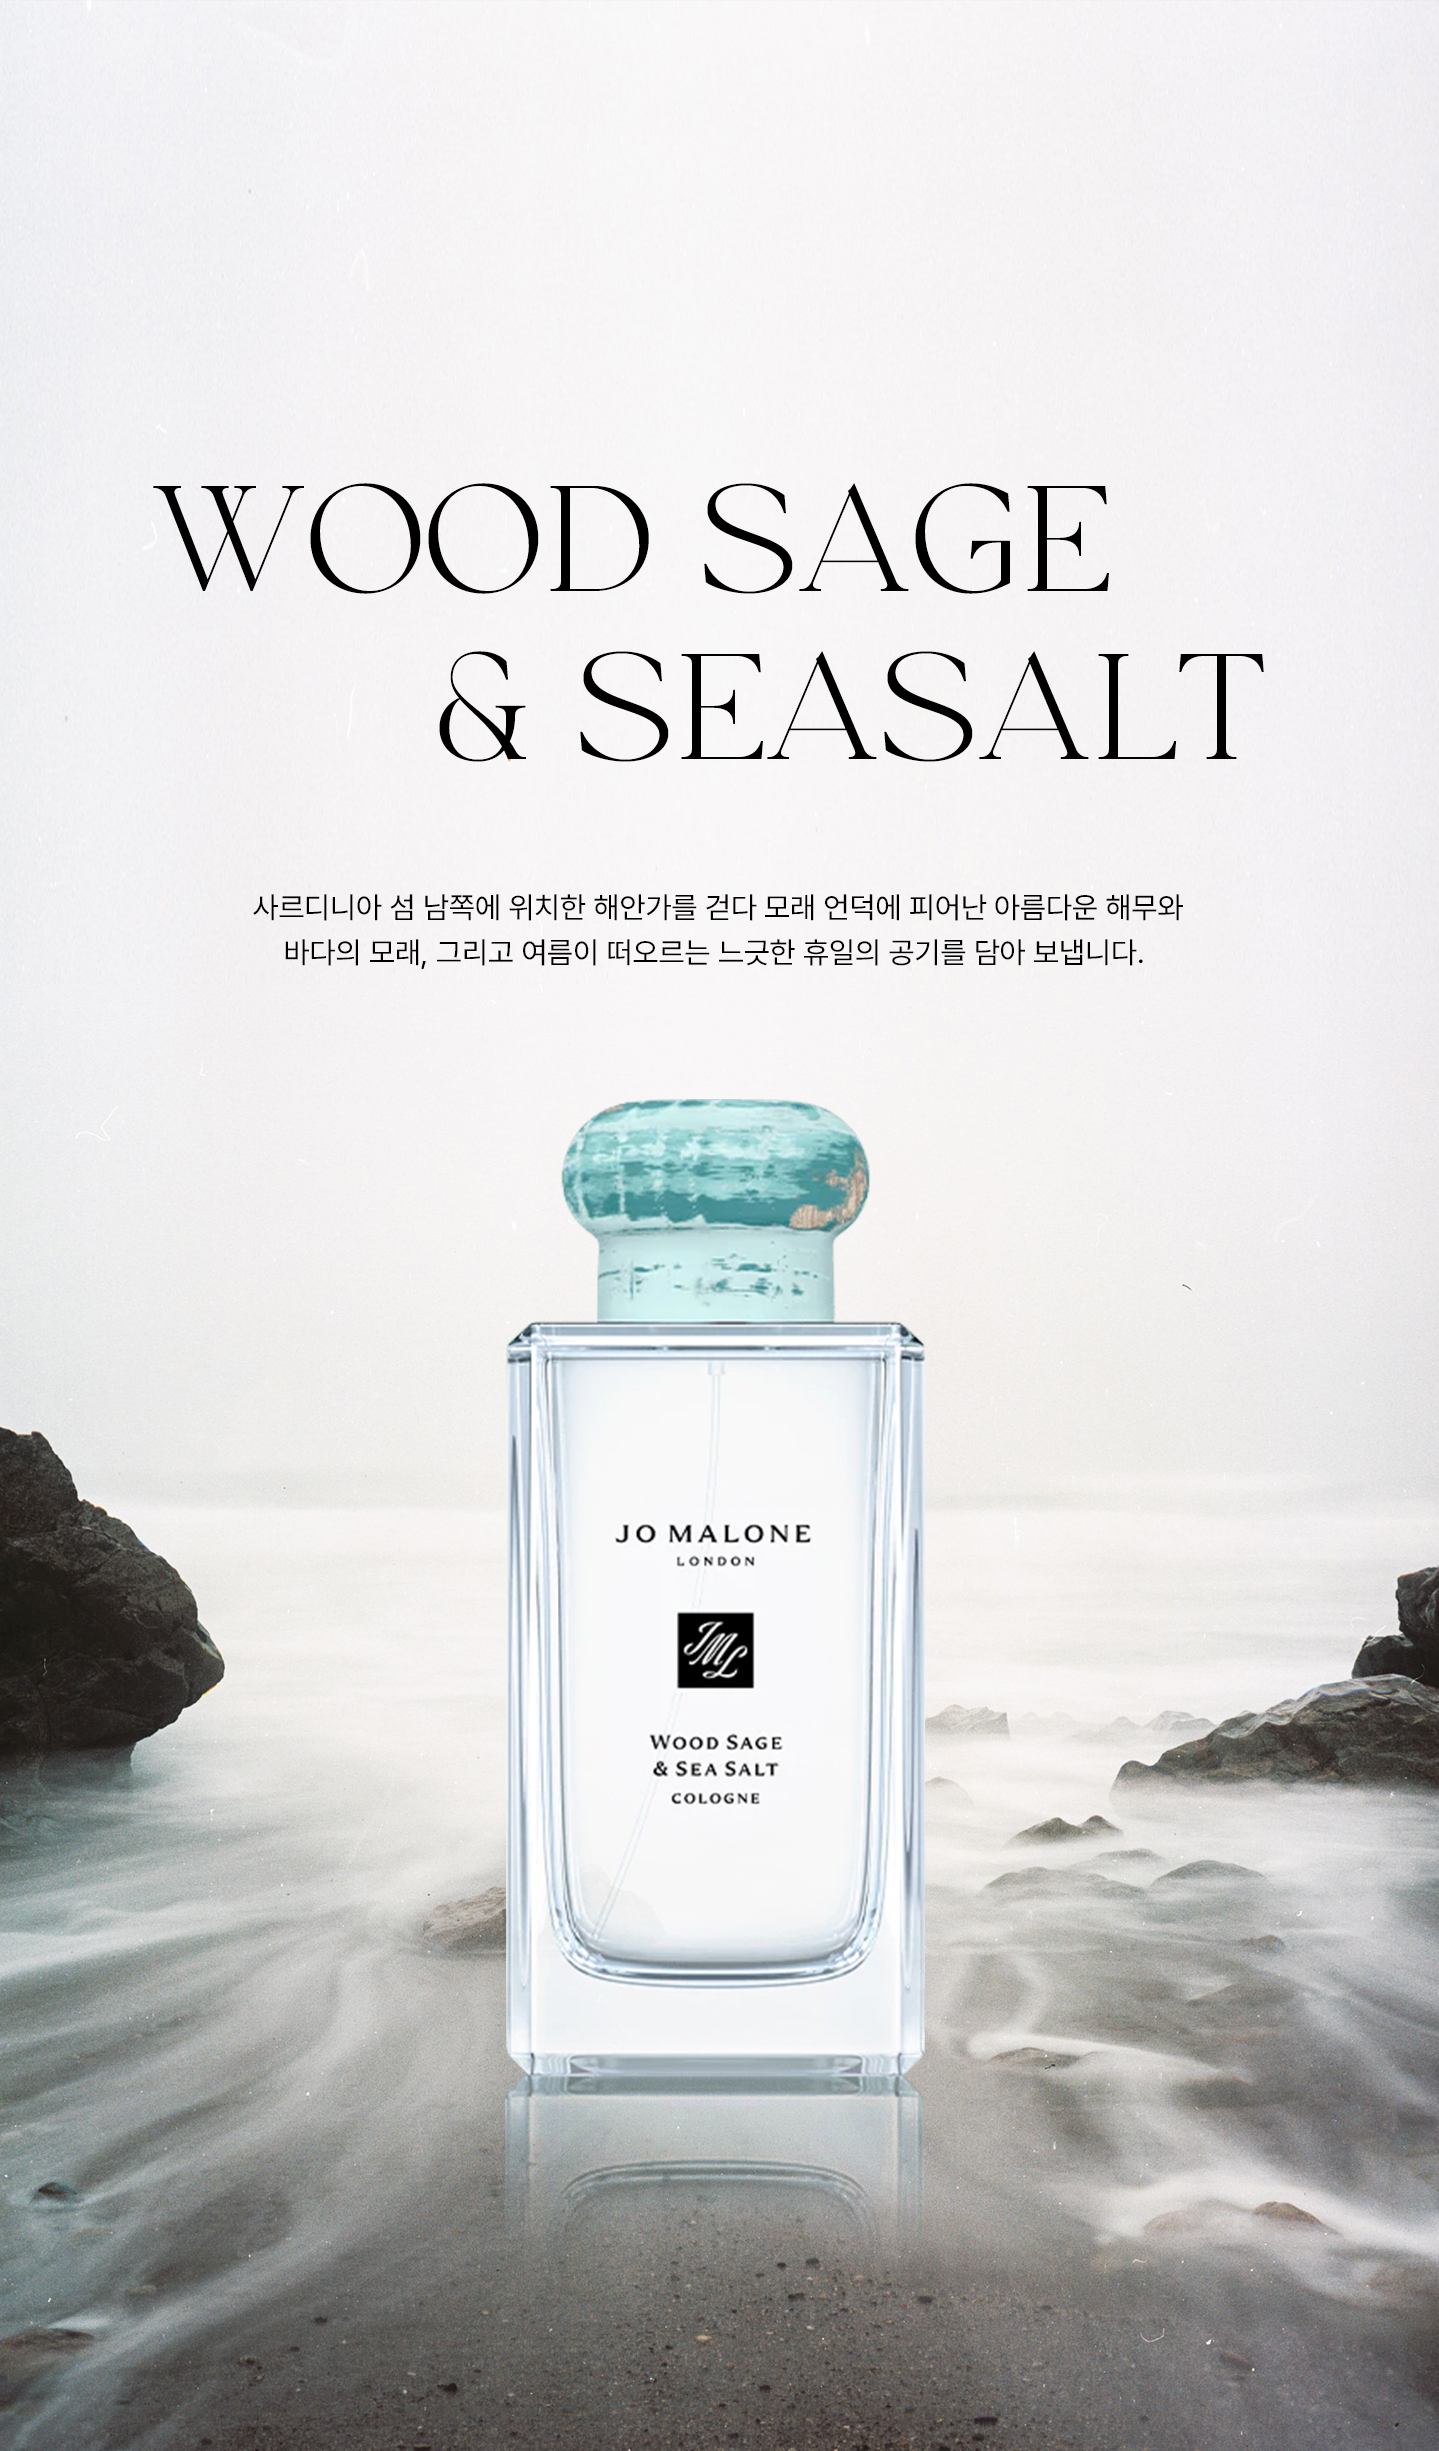 WOOD SAGE
& SEASALT
사르디니아 섬 남쪽에 위치한 해안가를 걷다 모래 언덕에 피어난 아름다운 해무와
바다의 모래, 그리고 여름이 떠오르는 느긋한 휴일의 공기를 담아 보냅니다.
JO MALONE
LONDON
JML
WOOD SAGE
& SEA SALT
COLOGNE